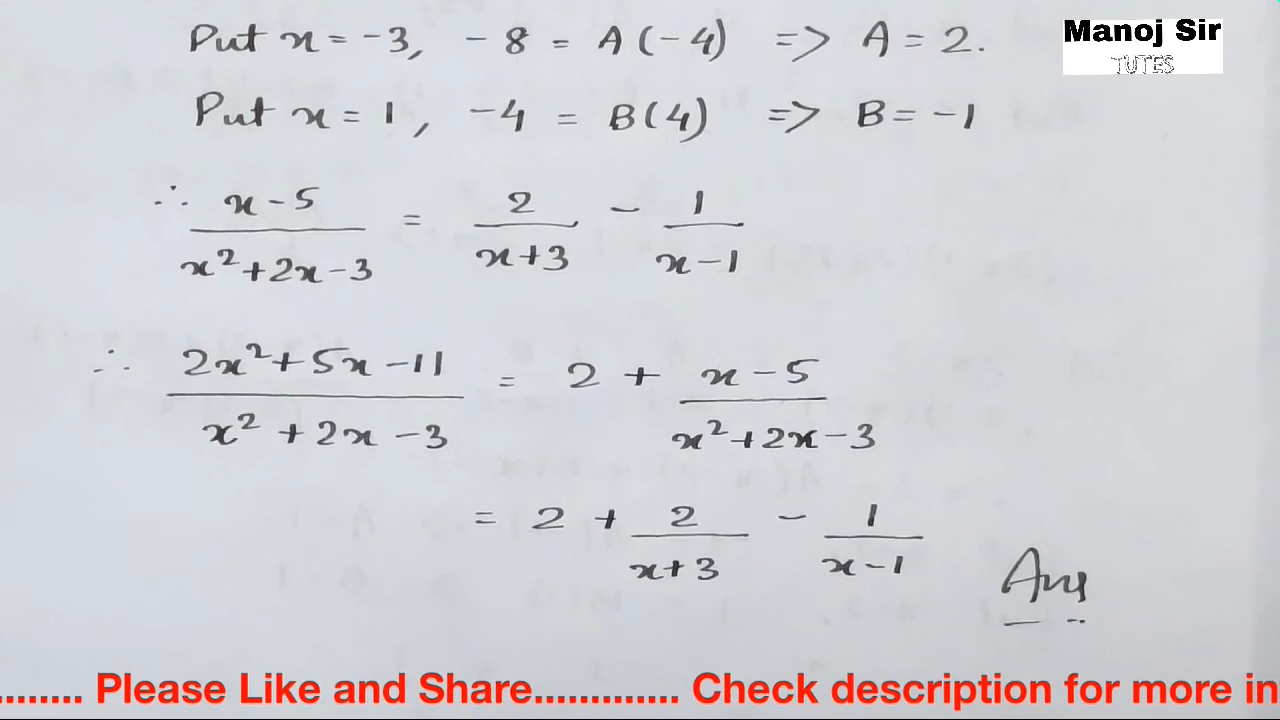 Put x = -3, -8 = A(-4) => A = 2.
Manoj Sir
TUTES
Put x = 1, -4 = B(4) => B = -1
∴ x-5 / x²+2x-3 = 2 / x+3 - 1 / x-1
∴ 2x²+5x-11 / x²+2x-3 = 2 + x-5 / x²+2x-3
= 2 + 2 / x+3 - 1 / x-1
Ans
........ Please Like and Share............. Check description for more in